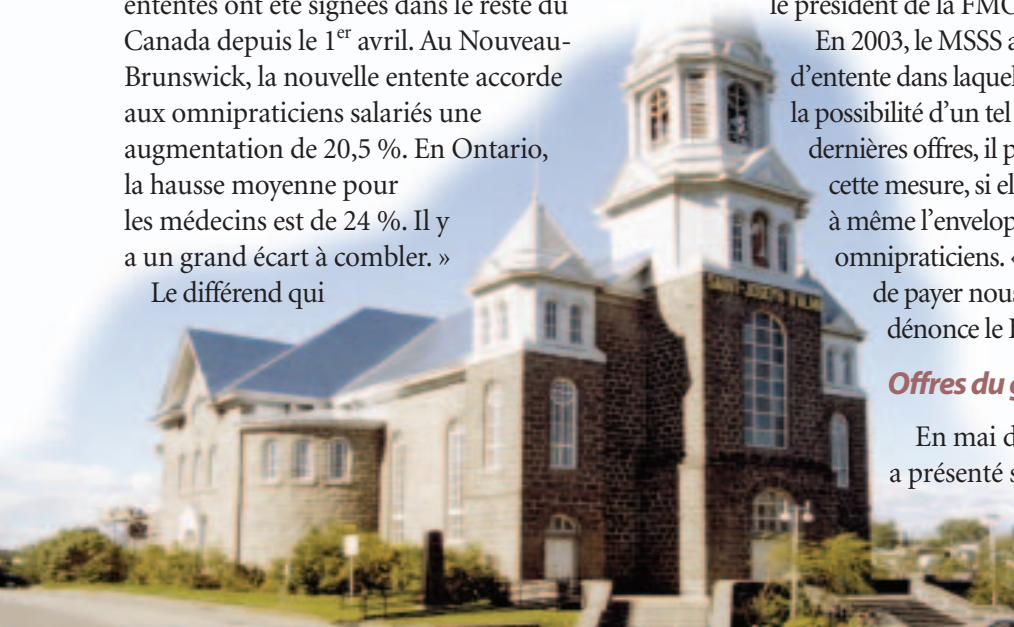 ententes ont été signées dans le reste du
Canada depuis le 1er avril. Au Nouveau-
Brunswick, la nouvelle entente accorde
aux omnipraticiens salariés une
augmentation de 20,5 %. En Ontario,
la hausse moyenne pour
les médecins est de 24 %. Il y
a un grand écart à combler. »
Le différend qui
le président de la FMO
En 2003, le MSSS a
d'entente dans laquel
la possibilité d'un tel
dernières offres, il p
cette mesure, si el
à même l'envelop
omnipraticiens. «
de payer nous
dénonce le
Offres du g
En mai d
a présenté s
SAINT-JOSEPH D'ALMA